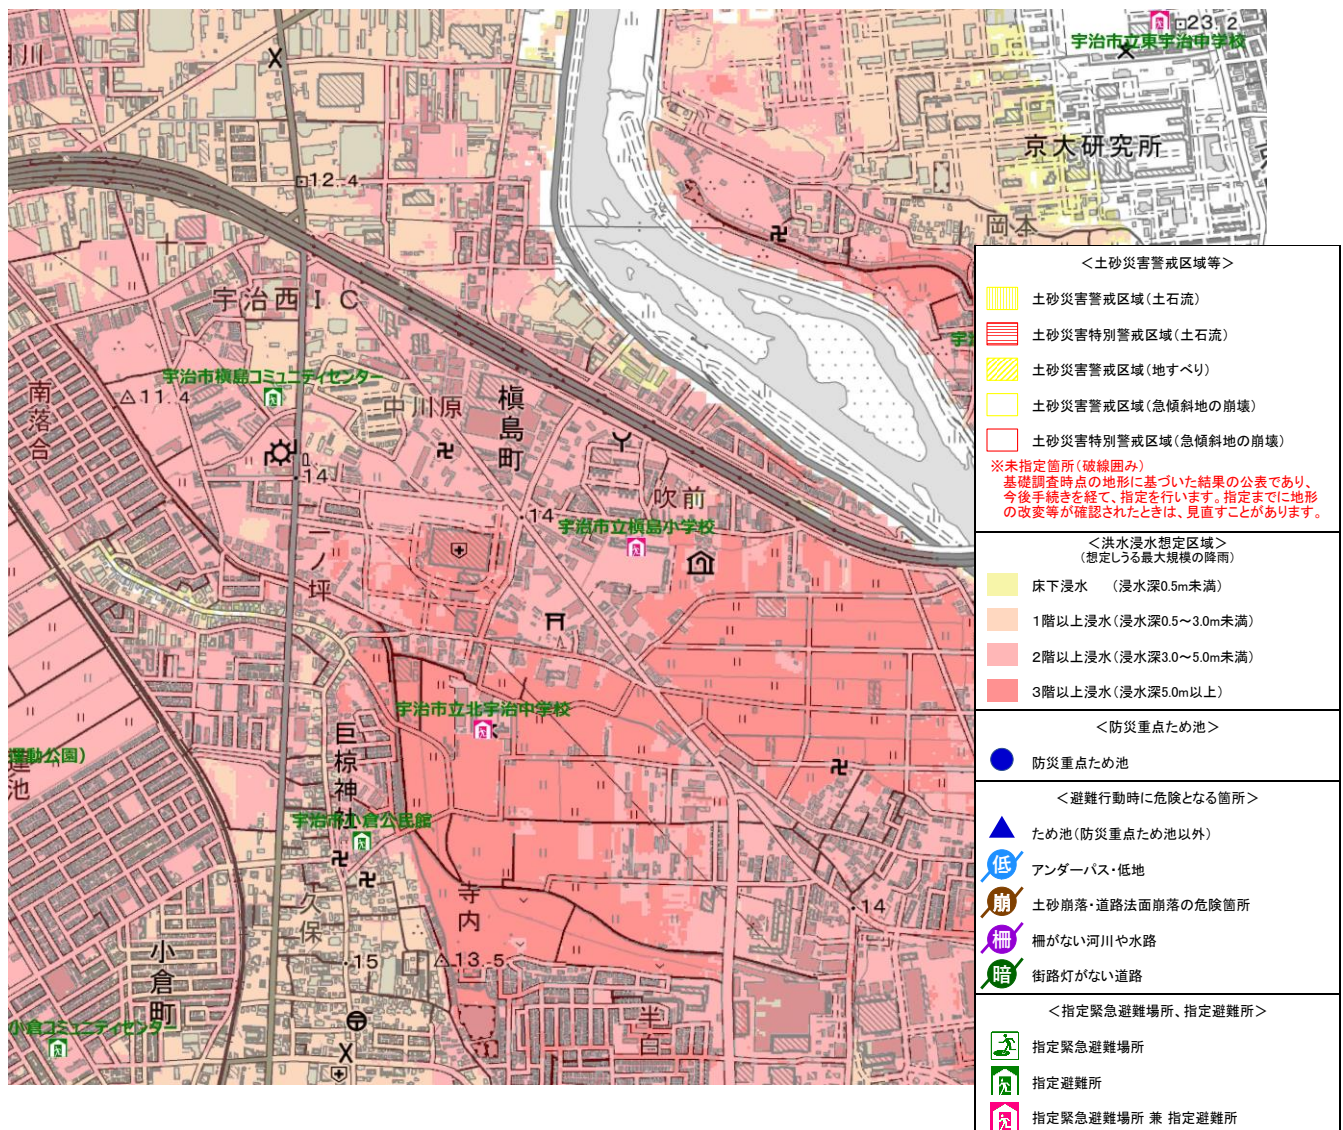 23.2
宇治市立東宇治中学校
京大研究所
岡本
12.4
宇治西IC
宇治市槇島コミュニティセンター
11.4
南落合
中川原
槇島町
14
吹前
14
宇治市立槇島小学校
一ノ坪
宇治市立北宇治中学校
巨椋神社
宇治市小倉公民館
寺内
久保
14
小倉町
15
13.5
小倉コミュニティセンター
半白
<土砂災害警戒区域等>
土砂災害警戒区域(土石流)
土砂災害特別警戒区域(土石流)
土砂災害警戒区域(地すべり)
土砂災害警戒区域(急傾斜地の崩壊)
土砂災害特別警戒区域(急傾斜地の崩壊)
※未指定箇所(破線囲み)
基礎調査時点の地形に基づいた結果の公表であり、
今後手続きを経て、指定を行います。指定までに地形
の改変等が確認されたときは、見直すことがあります。
<洪水浸水想定区域>
(想定しうる最大規模の降雨)
床下浸水 (浸水深0.5m未満)
1階以上浸水(浸水深0.5～3.0m未満)
2階以上浸水(浸水深3.0～5.0m未満)
3階以上浸水(浸水深5.0m以上)
<防災重点ため池>
防災重点ため池
<避難行動時に危険となる箇所>
ため池(防災重点ため池以外)
低 アンダーパス・低地
崩 土砂崩落・道路法面崩落の危険箇所
柵 柵がない河川や水路
暗 街路灯がない道路
<指定緊急避難場所、指定避難所>
指定緊急避難場所
指定避難所
指定緊急避難場所 兼 指定避難所